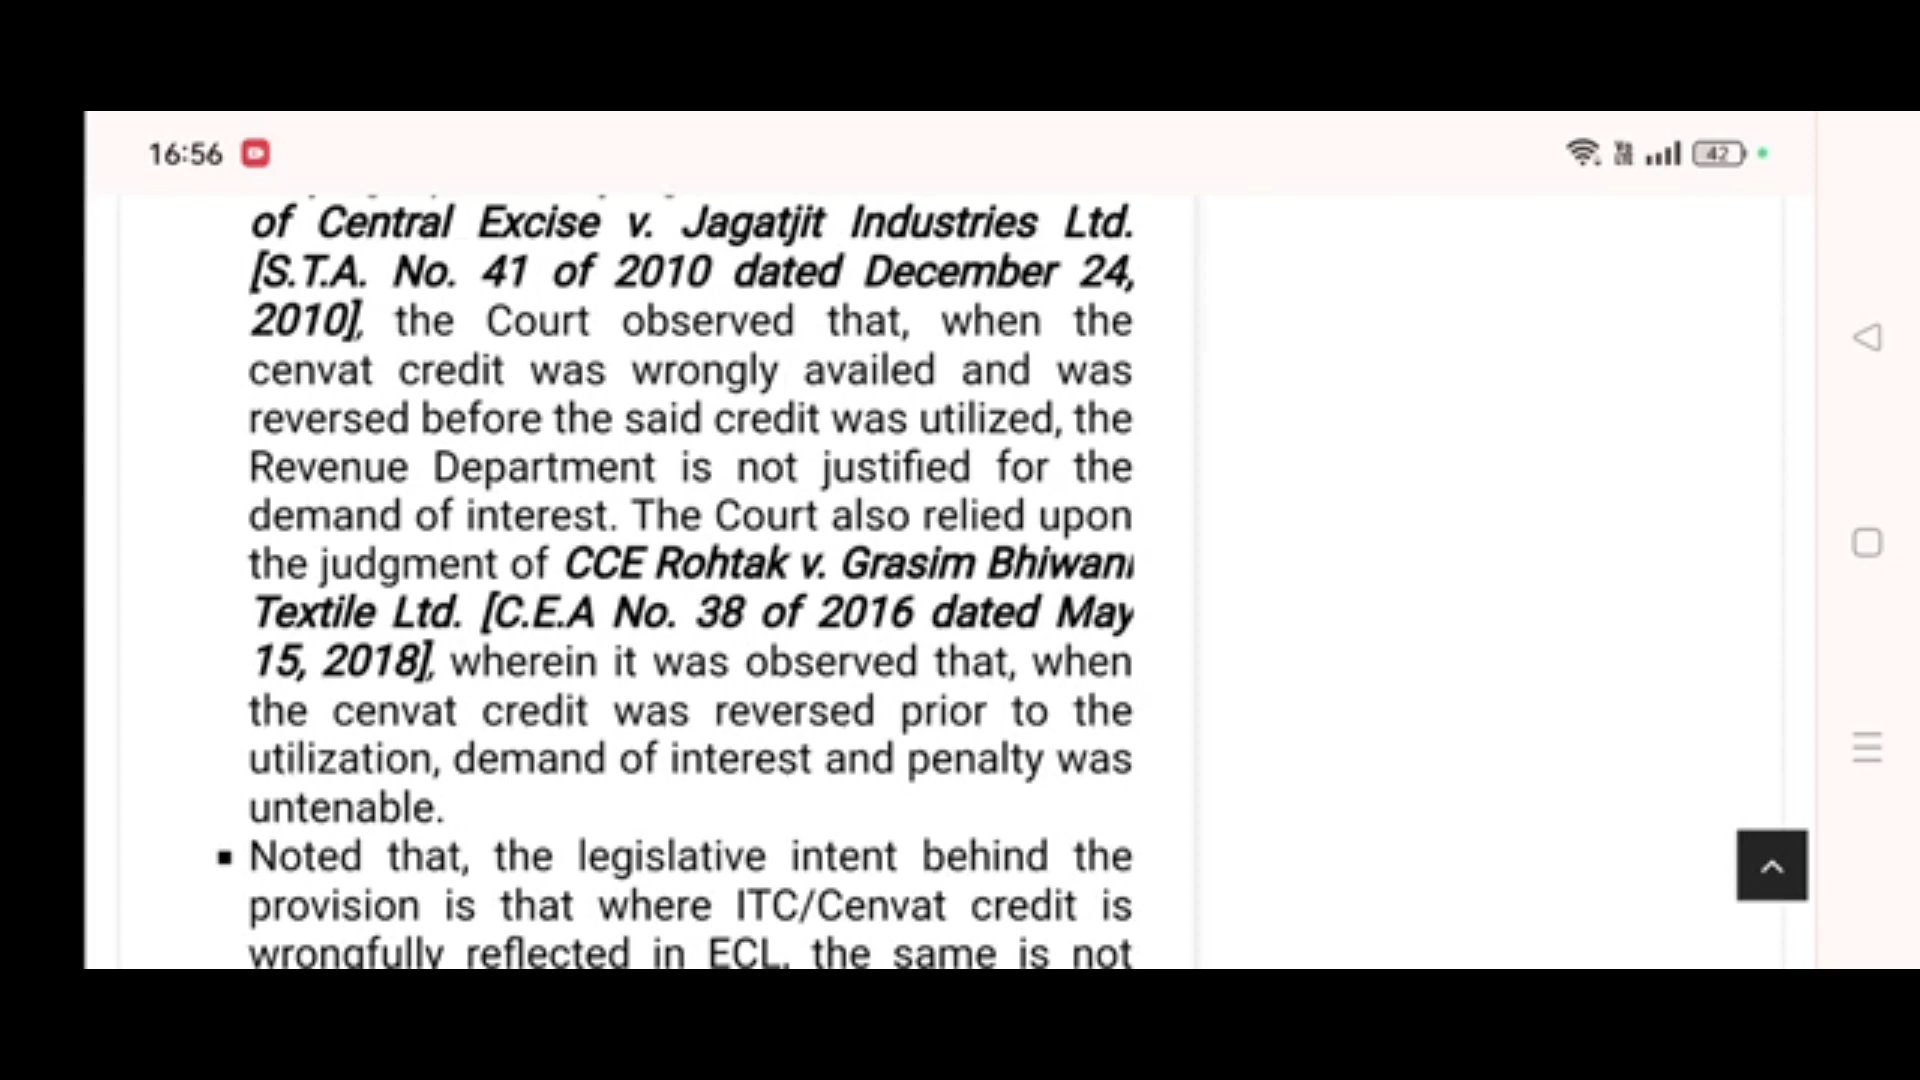 16:56
42
of Central Excise v. Jagatjit Industries Ltd.
[S.T.A. No. 41 of 2010 dated December 24,
2010], the Court observed that, when the
cenvat credit was wrongly availed and was
reversed before the said credit was utilized, the
Revenue Department is not justified for the
demand of interest. The Court also relied upon
the judgment of CCE Rohtak v. Grasim Bhiwani
Textile Ltd. [C.E.A No. 38 of 2016 dated May
15, 2018], wherein it was observed that, when
the cenvat credit was reversed prior to the
utilization, demand of interest and penalty was
untenable.
▪ Noted that, the legislative intent behind the
provision is that where ITC/Cenvat credit is
wrongfully reflected in ECL, the same is not